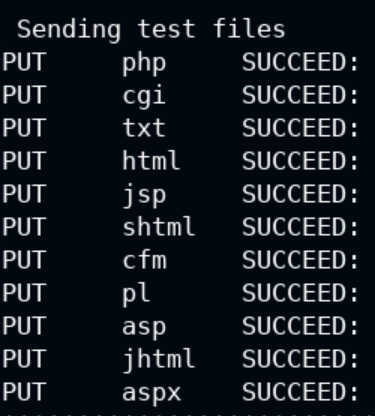 Sending test files
PUT php SUCCEED:
PUT cgi SUCCEED:
PUT txt SUCCEED:
PUT html SUCCEED:
PUT jsp SUCCEED:
PUT shtml SUCCEED:
PUT cfm SUCCEED:
PUT pl SUCCEED:
PUT asp SUCCEED:
PUT jhtml SUCCEED:
PUT aspx SUCCEED: